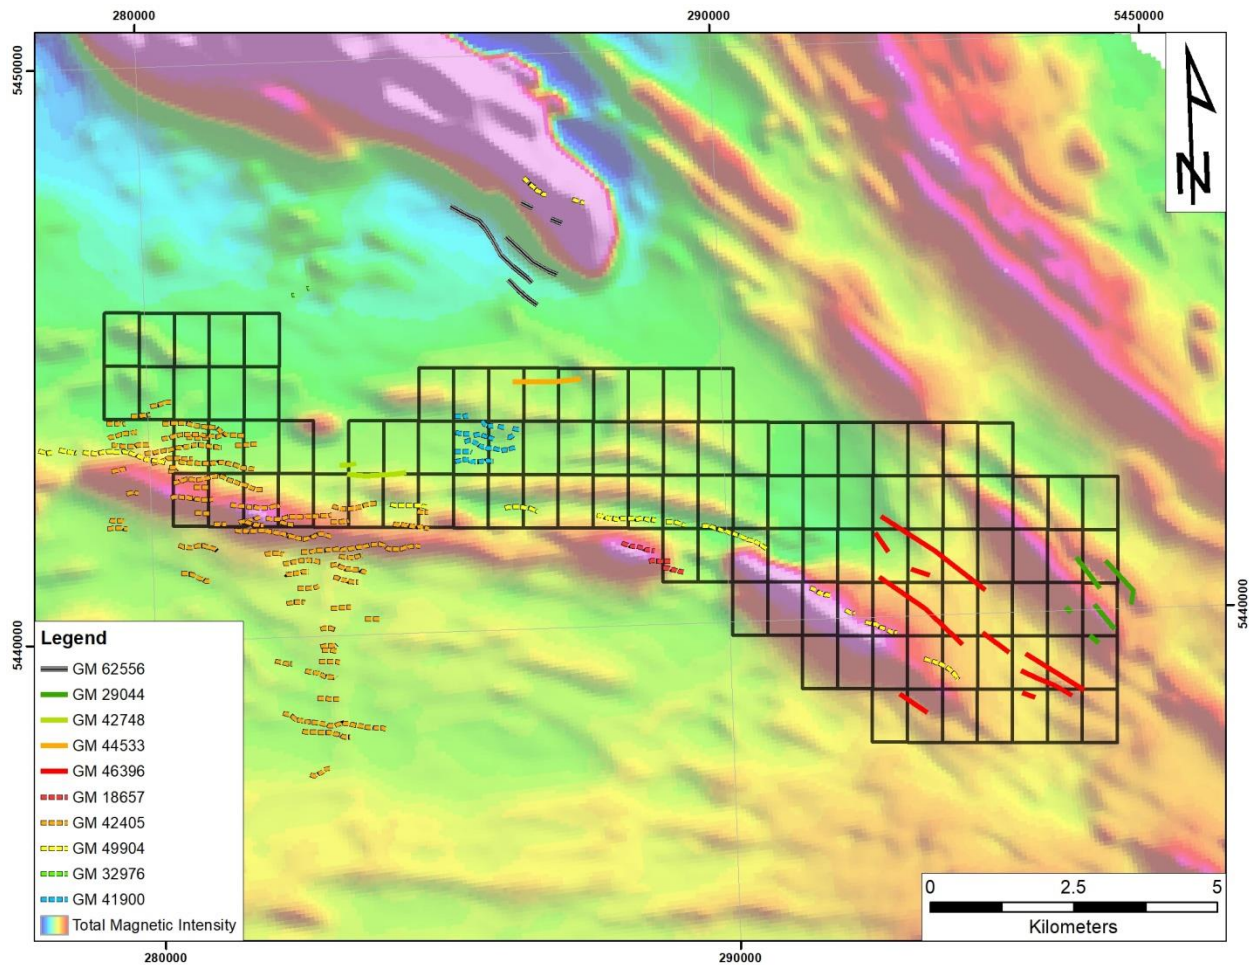 280000
290000
5450000
5450000
N
5440000
5440000
Legend
GM 62556
GM 29044
GM 42748
GM 44533
GM 46396
GM 18657
GM 42405
GM 49904
GM 32976
GM 41900
Total Magnetic Intensity
0 2.5 5
Kilometers
280000
290000